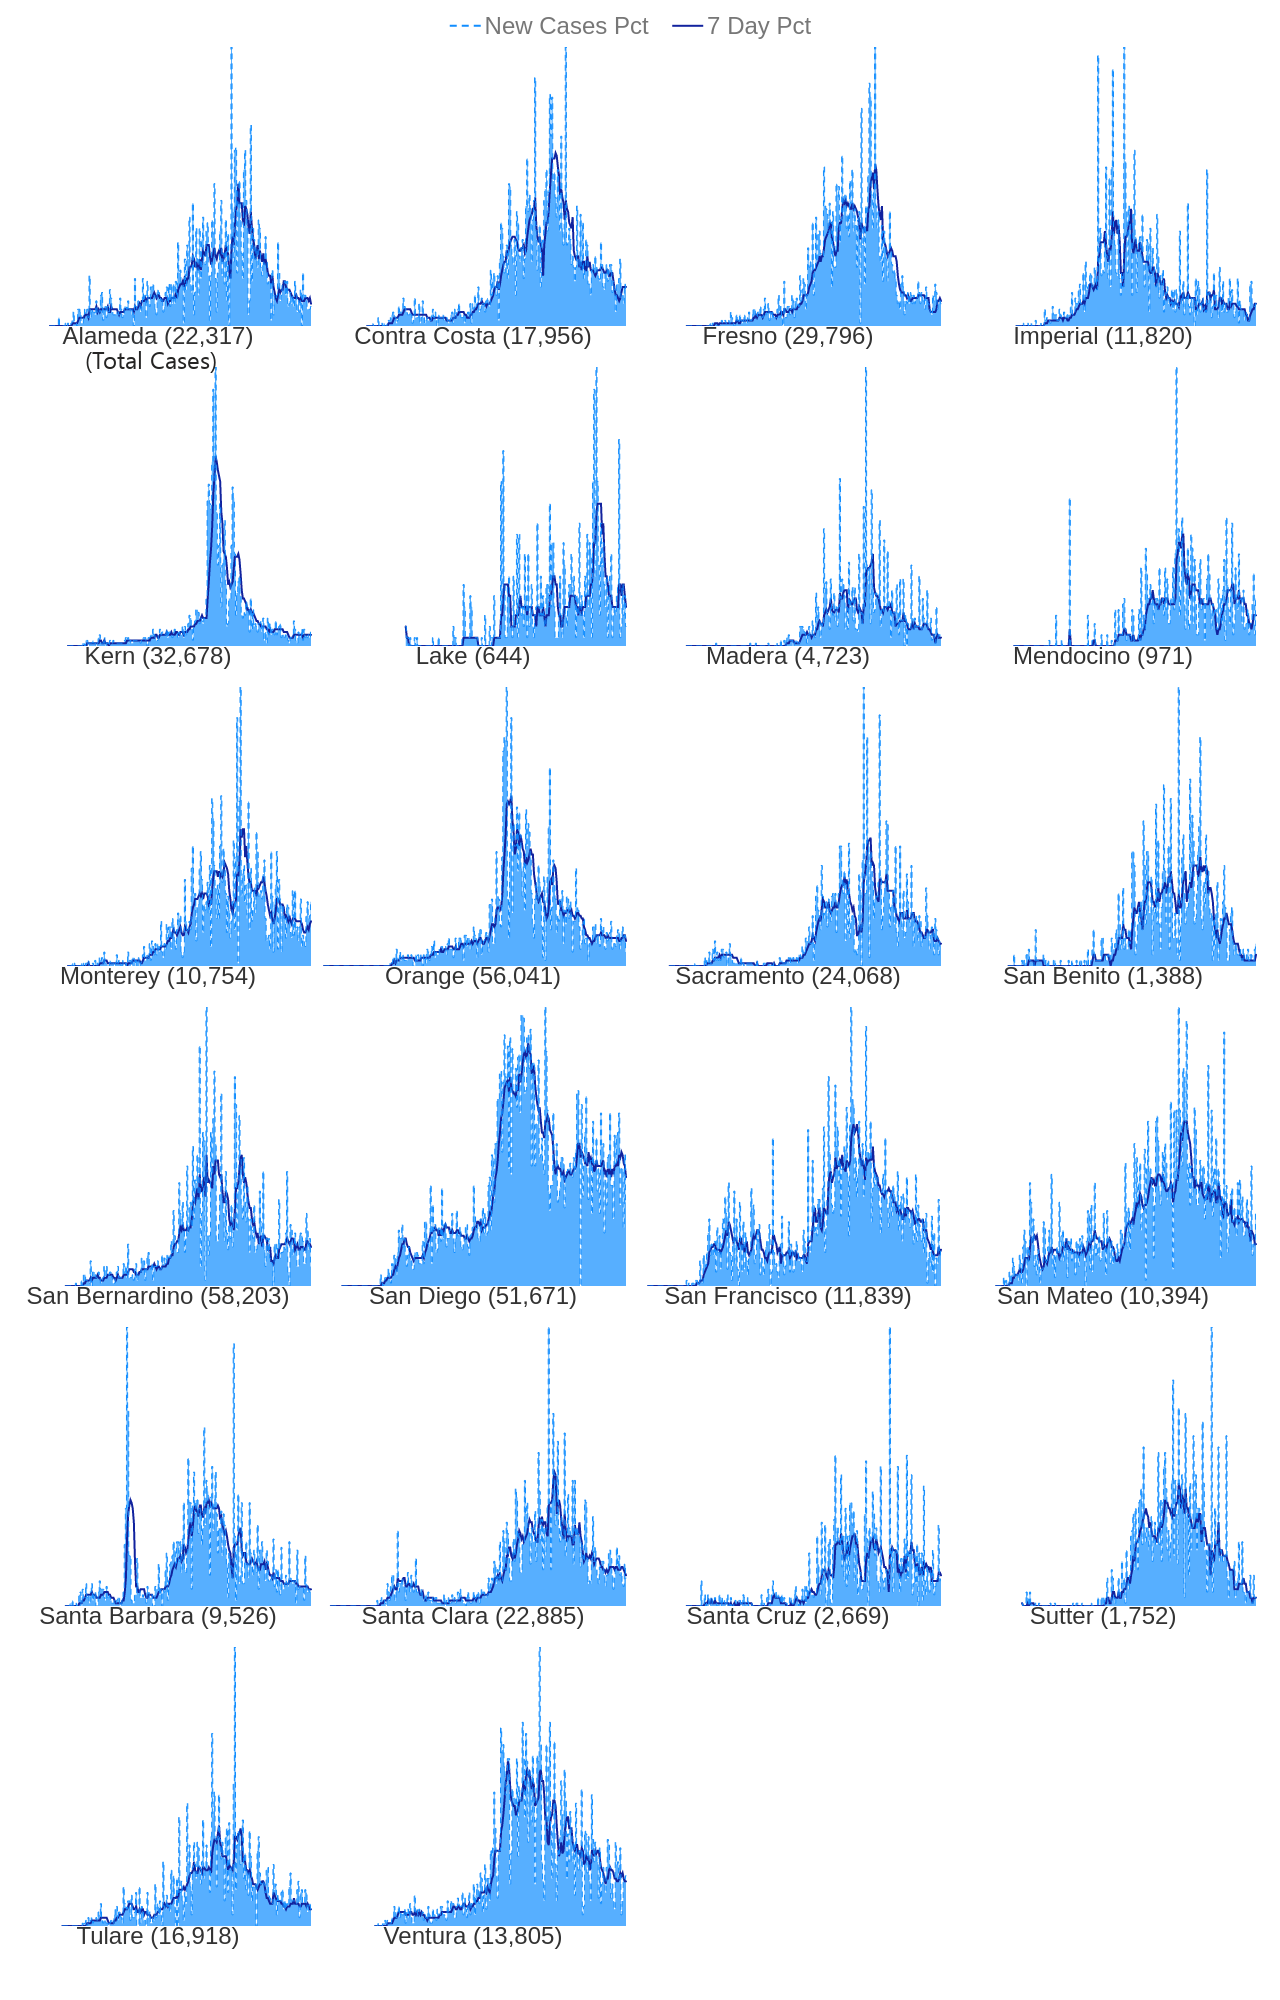 New Cases Pct 7 Day Pct
Alameda (22,317) Contra Costa (17,956) Fresno (29,796) Imperial (11,820)
(Total Cases)
Kern (32,678) Lake (644) Madera (4,723) Mendocino (971)
Monterey (10,754) Orange (56,041) Sacramento (24,068) San Benito (1,388)
San Bernardino (58,203) San Diego (51,671) San Francisco (11,839) San Mateo (10,394)
Santa Barbara (9,526) Santa Clara (22,885) Santa Cruz (2,669) Sutter (1,752)
Tulare (16,918) Ventura (13,805)